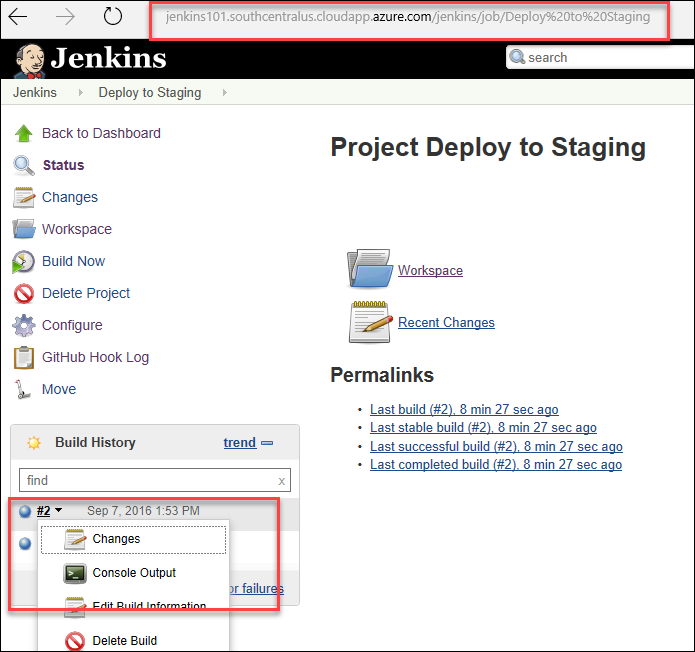 jenkins101.southcentralus.cloudapp.azure.com/jenkins/job/Deploy%20to%20Staging
Jenkins
search
Jenkins
Deploy to Staging
Back to Dashboard
Status
Changes
Workspace
Build Now
Delete Project
Configure
GitHub Hook Log
Move
Project Deploy to Staging
Workspace
Recent Changes
Permalinks
• Last build (#2), 8 min 27 sec ago
• Last stable build (#2), 8 min 27 sec ago
• Last successful build (#2), 8 min 27 sec ago
• Last completed build (#2), 8 min 27 sec ago
Build History
trend
find
x
#2
Sep 7, 2016 1:53 PM
Changes
Console Output
or failures
Edit Build Information
Delete Build